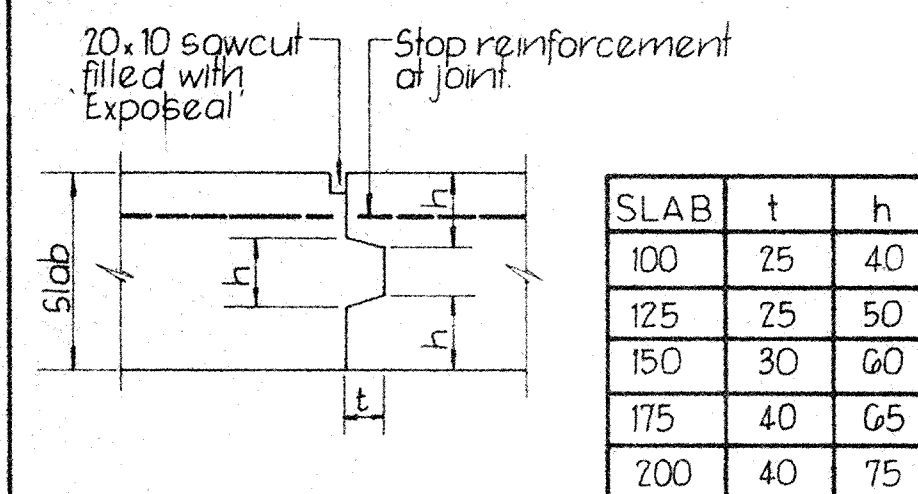 20x10 sawcut
filled with
'Exposeal'
Stop reinforcement
at joint.
Slab
h
h
h
t
SLAB t h
100 25 40
125 25 50
150 30 60
175 40 65
200 40 75